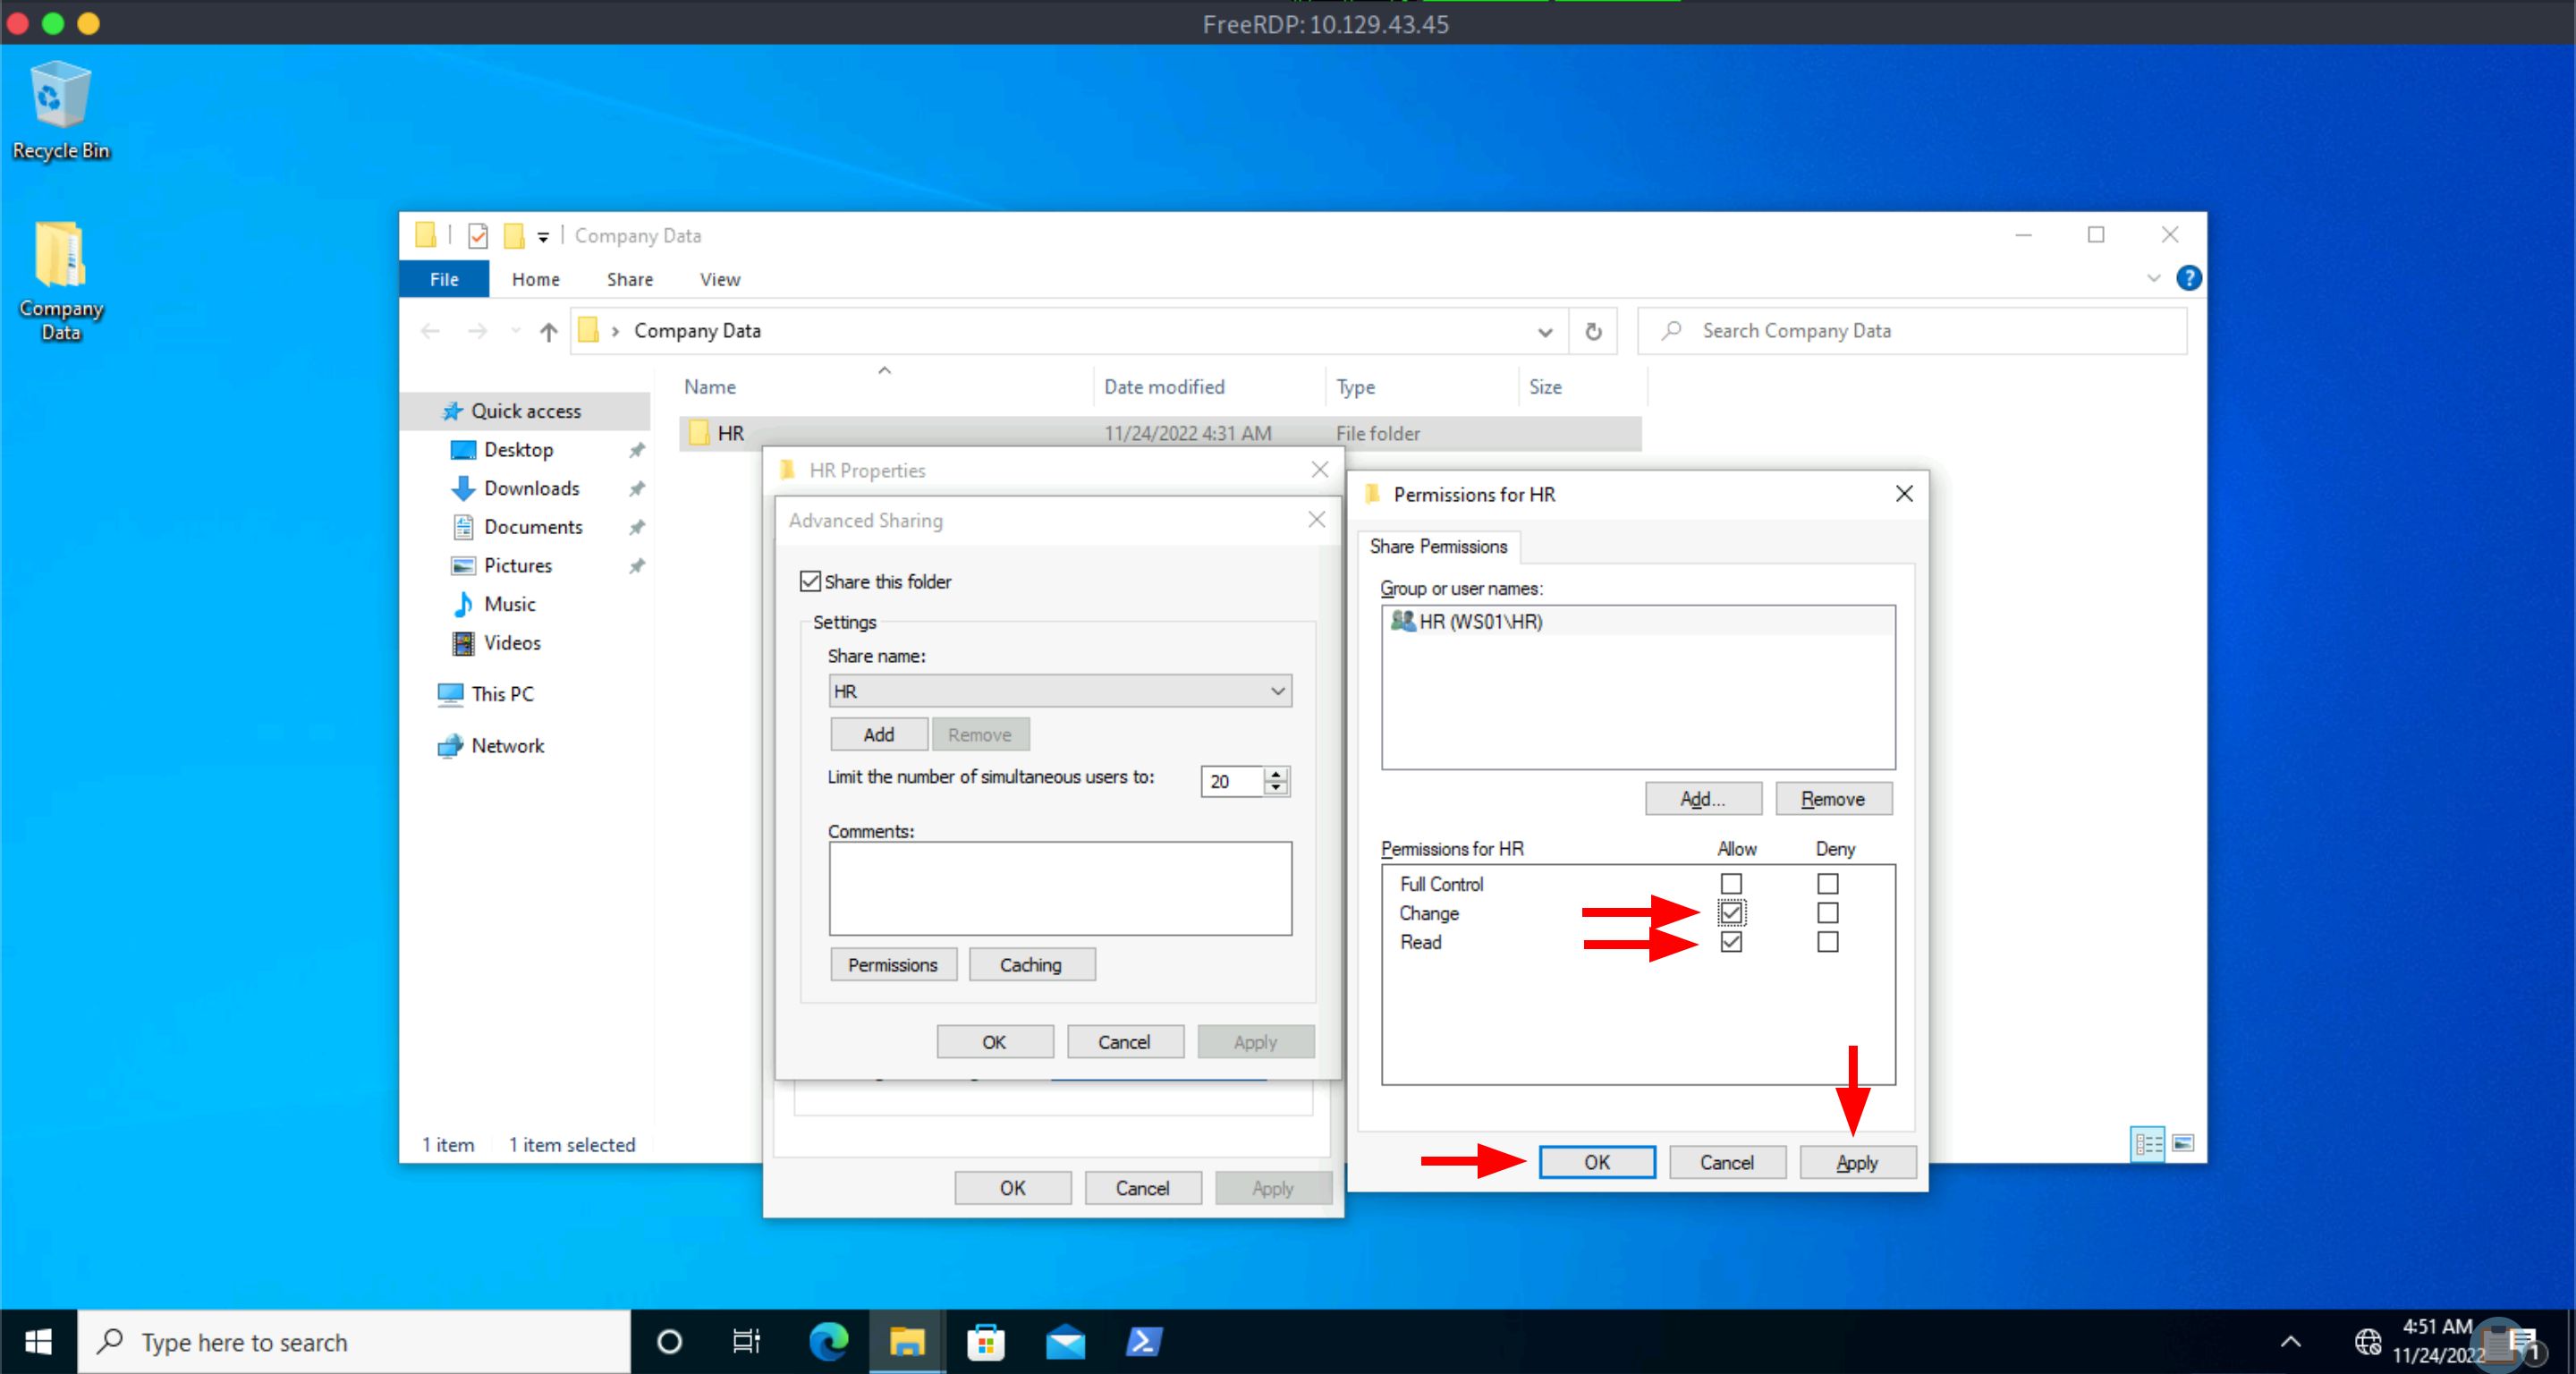 FreeRDP: 10.129.43.45
Recycle Bin
Company
Data
Company Data
File Home Share View
Company Data
Search Company Data
Name Date modified Type Size
HR 11/24/2022 4:31 AM File folder
Quick access
Desktop
Downloads
Documents
Pictures
Music
Videos
This PC
Network
1 item 1 item selected
HR Properties
Advanced Sharing
Share this folder
Settings
Share name:
HR
Add Remove
Limit the number of simultaneous users to: 20
Comments:
Permissions Caching
OK Cancel Apply
OK Cancel Apply
Permissions for HR
Share Permissions
Group or user names:
HR (WS01\HR)
Add... Remove
Permissions for HR Allow Deny
Full Control
Change
Read
OK Cancel Apply
Type here to search
4:51 AM
11/24/2022
1